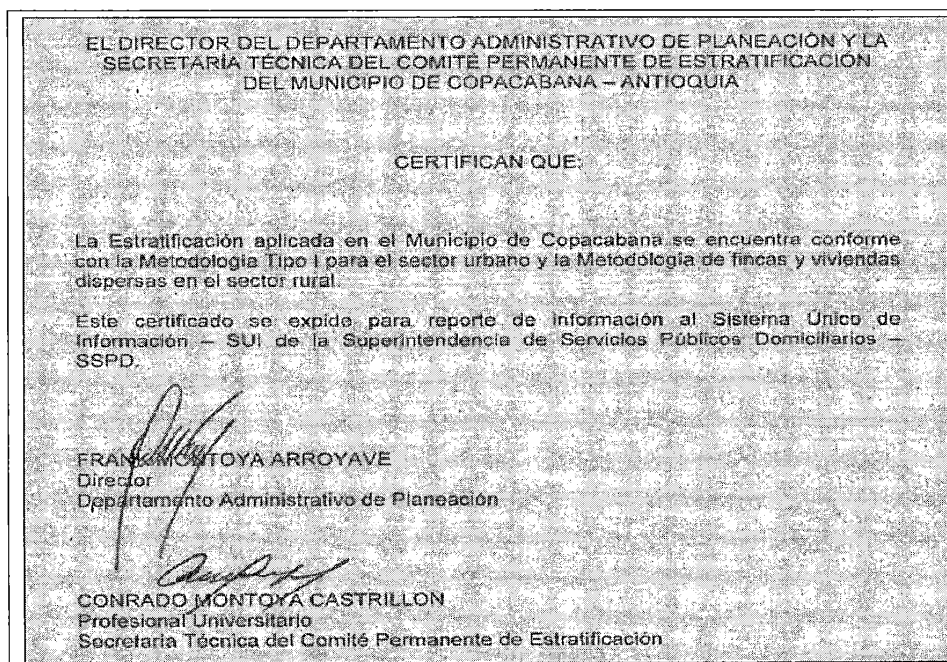 EL DIRECTOR DEL DEPARTAMENTO ADMINISTRATIVO DE PLANEACIÓN Y LA
SECRETARÍA TÉCNICA DEL COMITÉ PERMANENTE DE ESTRATIFICACIÓN
DEL MUNICIPIO DE COPACABANA – ANTIOQUIA
CERTIFICAN QUE:
La Estratificación aplicada en el Municipio de Copacabana se encuentra conforme
con la Metodología Tipo I para el sector urbano y la Metodología de fincas y viviendas
dispersas en el sector rural.
Este certificado se expide para reporte de información al Sistema Único de
Información – SUI de la Superintendencia de Servicios Públicos Domiciliarios –
SSPD.
FRANK MONTOYA ARROYAVE
Director
Departamento Administrativo de Planeación
CONRADO MONTOYA CASTRILLON
Profesional Universitario
Secretaria Técnica del Comité Permanente de Estratificación